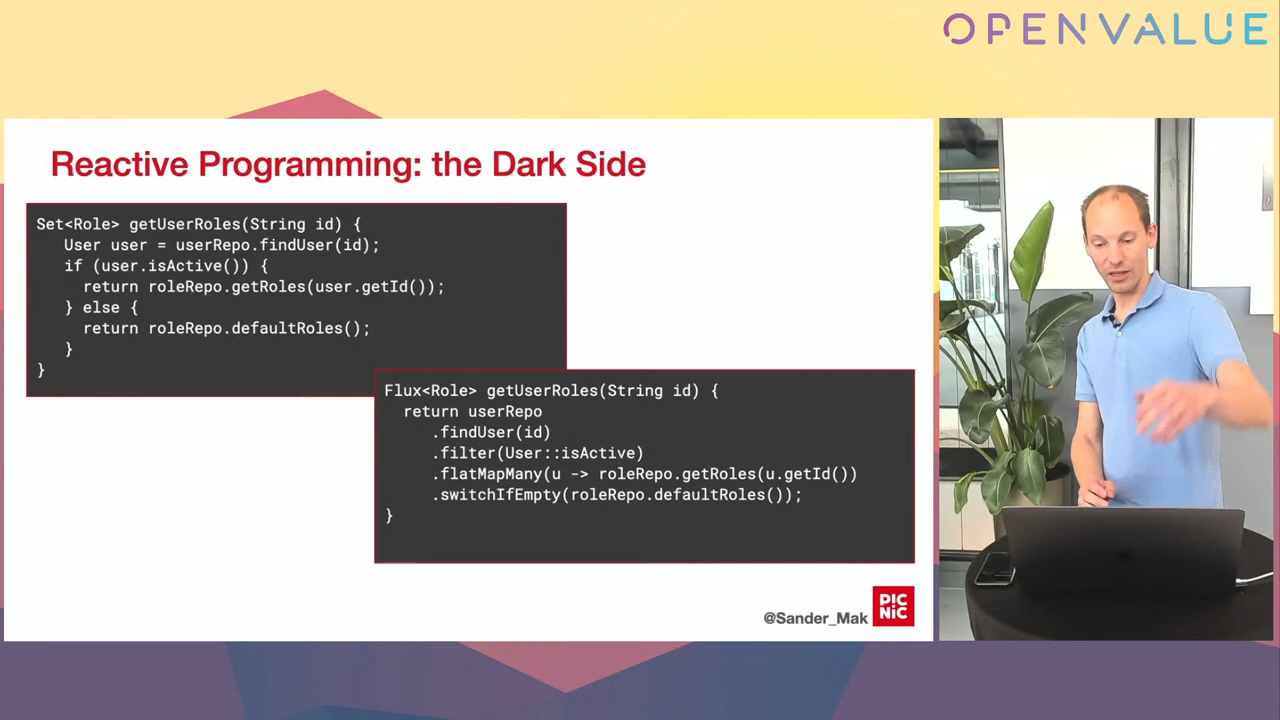 OPENVALUE
Reactive Programming: the Dark Side
Set<Role> getUserRoles(String id) {
   User user = userRepo.findUser(id);
   if (user.isActive()) {
     return roleRepo.getRoles(user.getId());
   } else {
     return roleRepo.defaultRoles();
   }
}
Flux<Role> getUserRoles(String id) {
  return userRepo
     .findUser(id)
     .filter(User::isActive)
     .flatMapMany(u -> roleRepo.getRoles(u.getId())
     .switchIfEmpty(roleRepo.defaultRoles());
}
@Sander_Mak
PIC
NiC